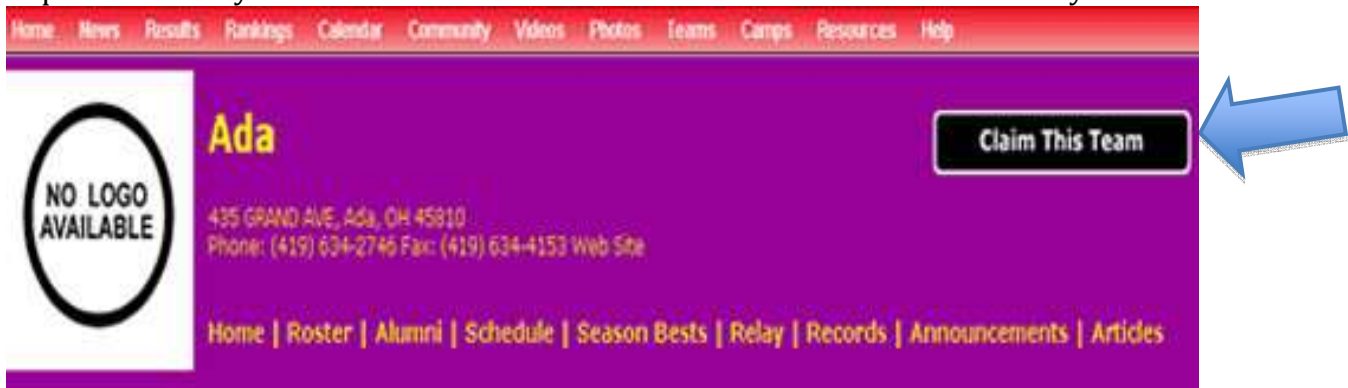 Home News Results Rankings Calendar Community Videos Photos Teams Camps Resources Help
Ada
Claim This Team
NO LOGO
AVAILABLE
435 GRAND AVE, Ada, OH 45810
Phone: (419) 634-2746 Fax: (419) 634-4153 Web Site
Home | Roster | Alumni | Schedule | Season Bests | Relay | Records | Announcements | Articles